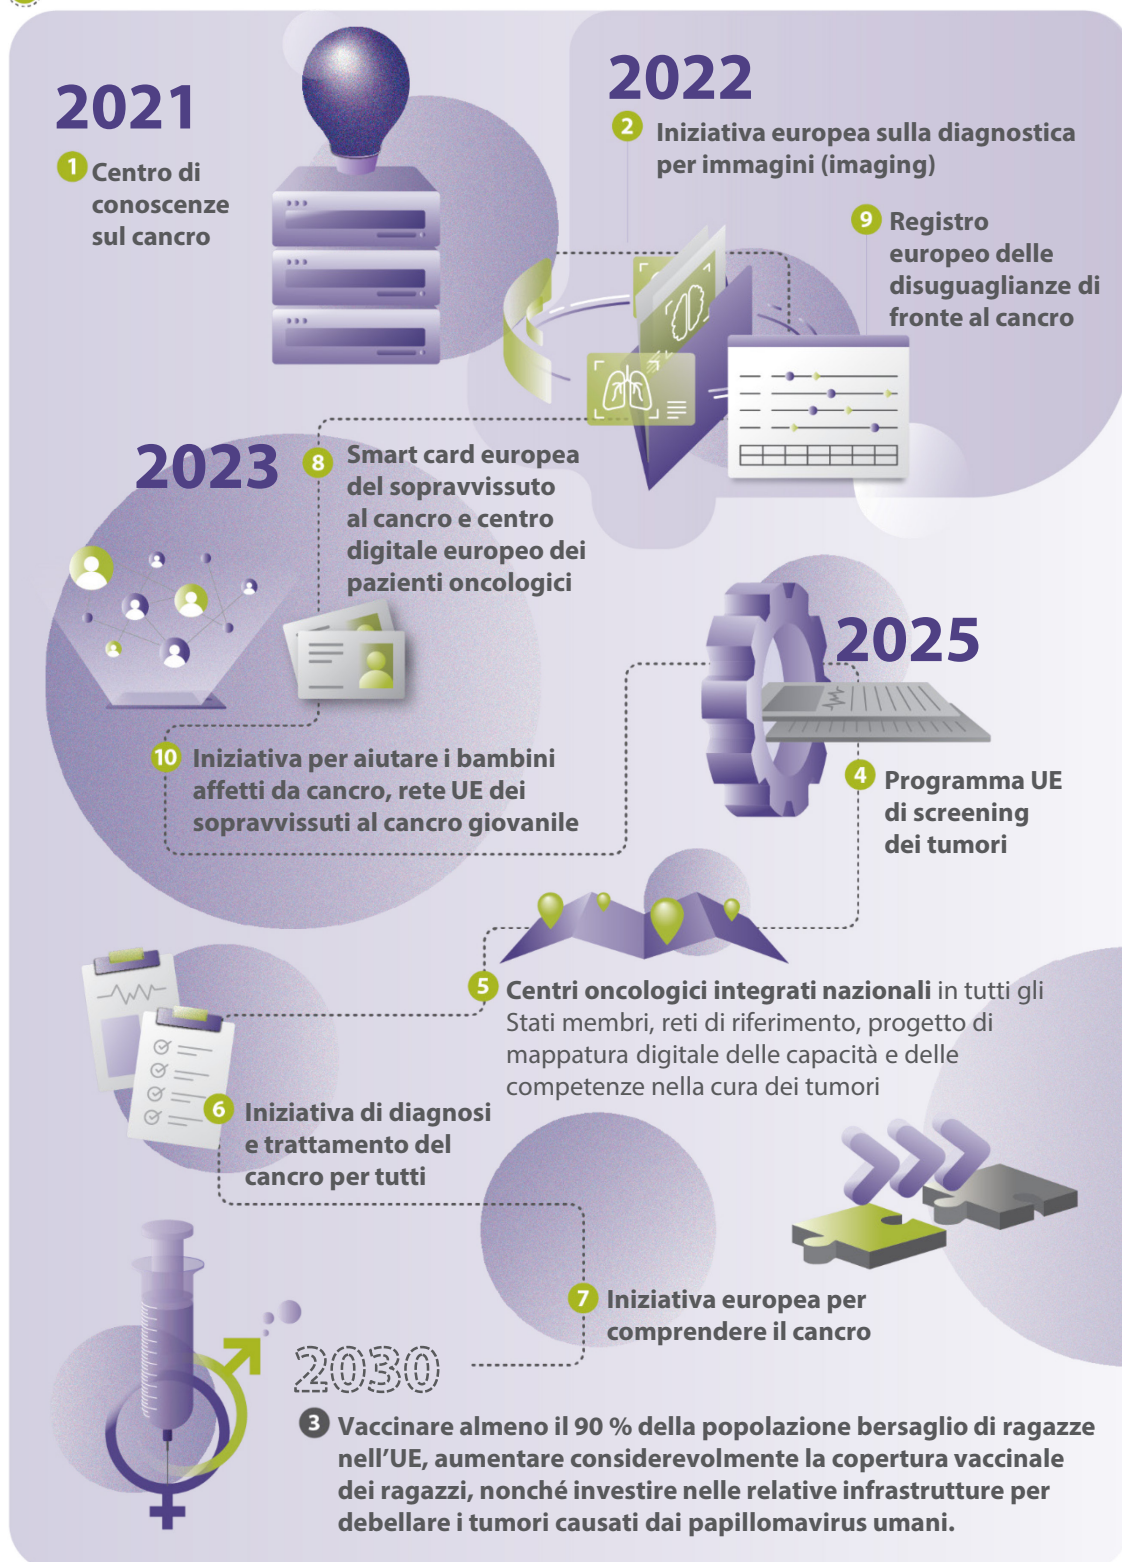 2021
1 Centro di
conoscenze
sul cancro
2022
2 Iniziativa europea sulla diagnostica
per immagini (imaging)
9 Registro
europeo delle
disuguaglianze di
fronte al cancro
2023
8 Smart card europea
del sopravvissuto
al cancro e centro
digitale europeo dei
pazienti oncologici
10 Iniziativa per aiutare i bambini
affetti da cancro, rete UE dei
sopravvissuti al cancro giovanile
2025
4 Programma UE
di screening
dei tumori
5 Centri oncologici integrati nazionali in tutti gli
Stati membri, reti di riferimento, progetto di
mappatura digitale delle capacità e delle
competenze nella cura dei tumori
6 Iniziativa di diagnosi
e trattamento del
cancro per tutti
7 Iniziativa europea per
comprendere il cancro
2030
3 Vaccinare almeno il 90 % della popolazione bersaglio di ragazze
nell’UE, aumentare considerevolmente la copertura vaccinale
dei ragazzi, nonché investire nelle relative infrastrutture per
debellare i tumori causati dai papillomavirus umani.